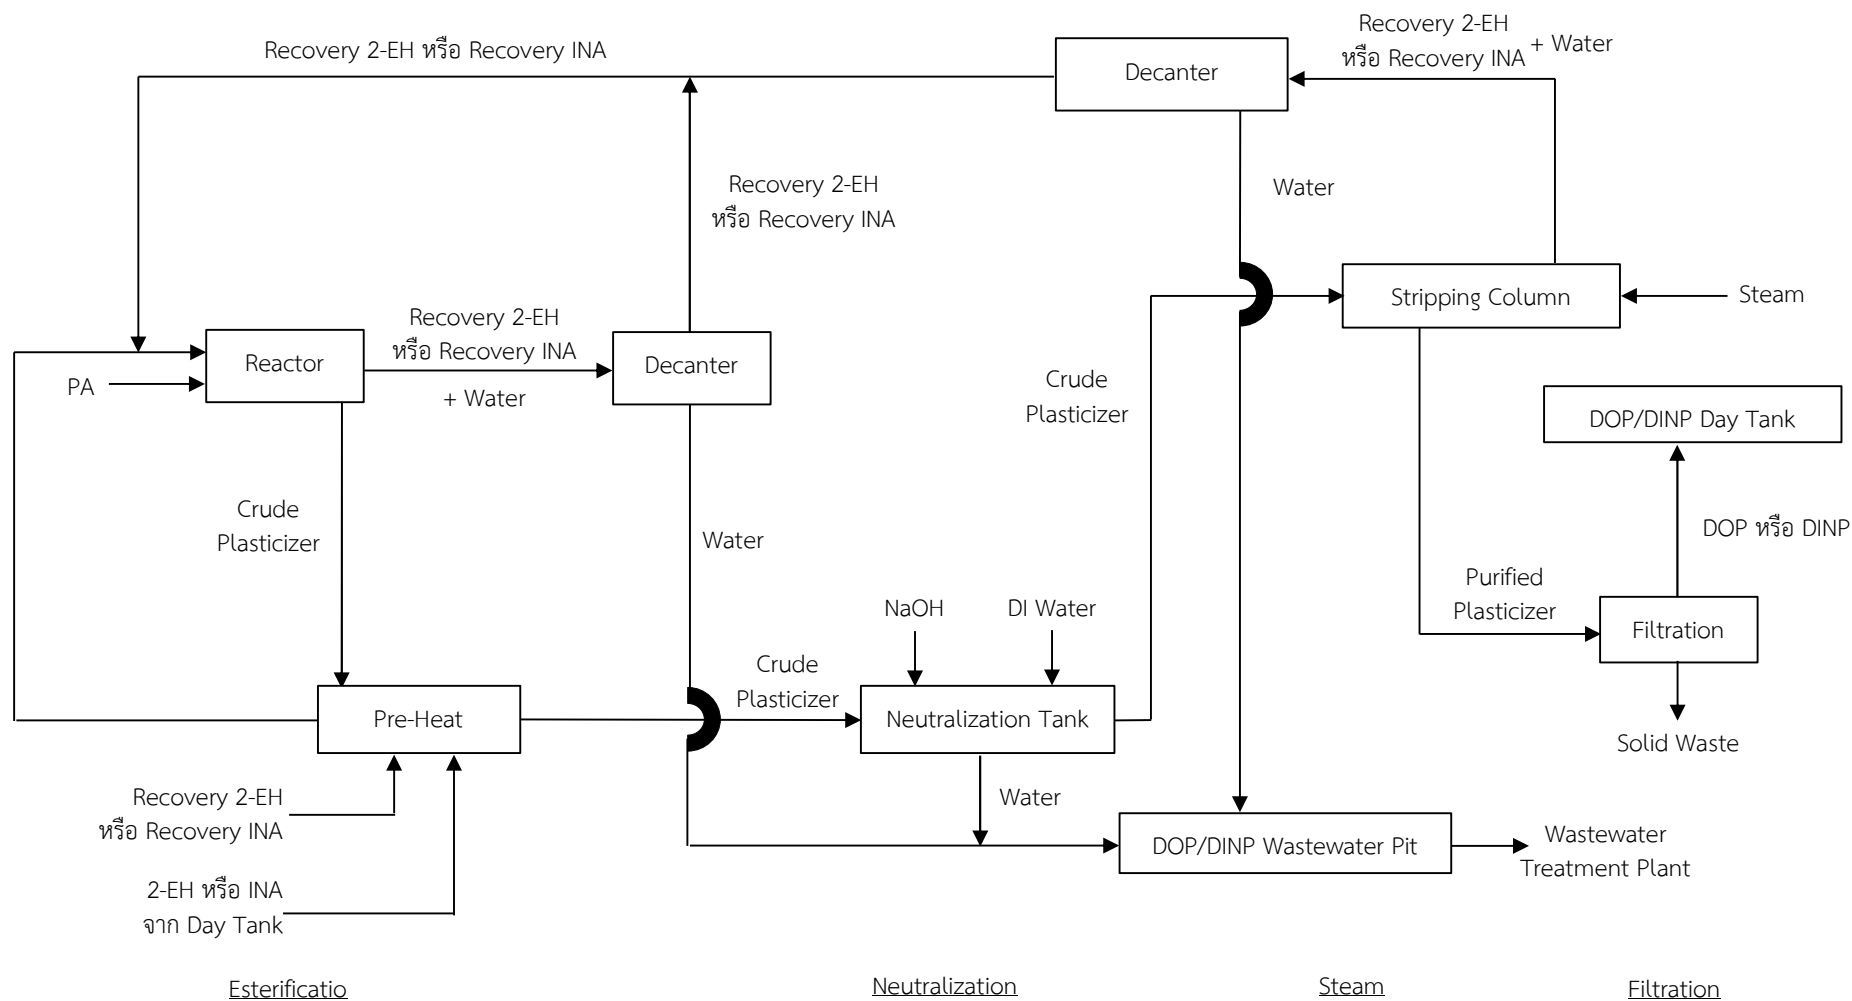 Recovery 2-EH หรือ Recovery INA
Decanter
Recovery 2-EH
หรือ Recovery INA
+ Water
Recovery 2-EH
หรือ Recovery INA
Water
Stripping Column
Steam
Reactor
PA
Recovery 2-EH
หรือ Recovery INA
+ Water
Decanter
Crude
Plasticizer
DOP/DINP Day Tank
Crude
Plasticizer
Water
DOP หรือ DINP
Purified
Plasticizer
Filtration
Solid Waste
NaOH
DI Water
Crude
Plasticizer
Pre-Heat
Neutralization Tank
Water
Recovery 2-EH
หรือ Recovery INA
DOP/DINP Wastewater Pit
Wastewater
Treatment Plant
2-EH หรือ INA
จาก Day Tank
Esterificatio
Neutralization
Steam
Filtration